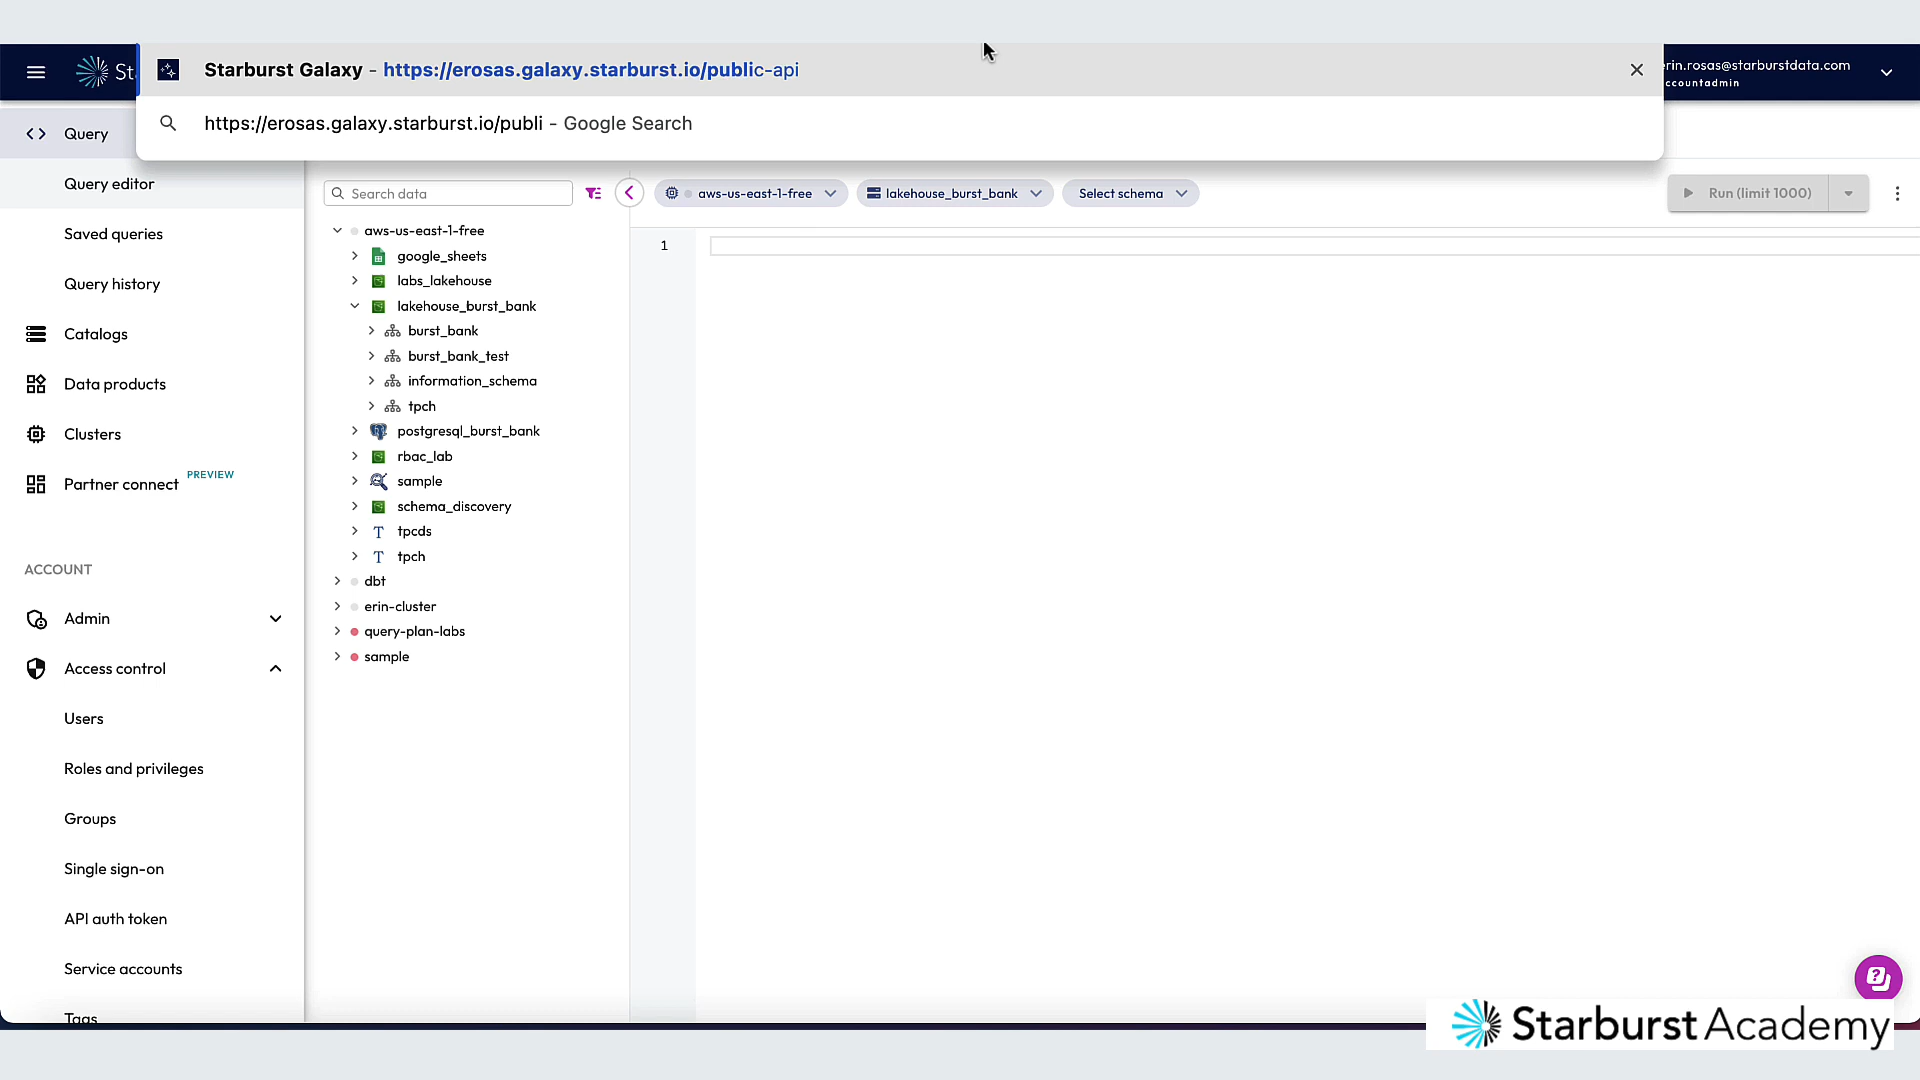 Starburst Galaxy - https://erosas.galaxy.starburst.io/public-api
https://erosas.galaxy.starburst.io/publi - Google Search
St
erin.rosas@starburstdata.com
ccountadmin
Query
Query editor
Saved queries
Query history
Catalogs
Data products
Clusters
Partner connect PREVIEW
ACCOUNT
Admin
Access control
Users
Roles and privileges
Groups
Single sign-on
API auth token
Service accounts
Tags
Search data
aws-us-east-1-free
google_sheets
labs_lakehouse
lakehouse_burst_bank
burst_bank
burst_bank_test
information_schema
tpch
postgresql_burst_bank
rbac_lab
sample
schema_discovery
tpcds
tpch
dbt
erin-cluster
query-plan-labs
sample
aws-us-east-1-free
lakehouse_burst_bank
Select schema
Run (limit 1000)
1
Starburst Academy